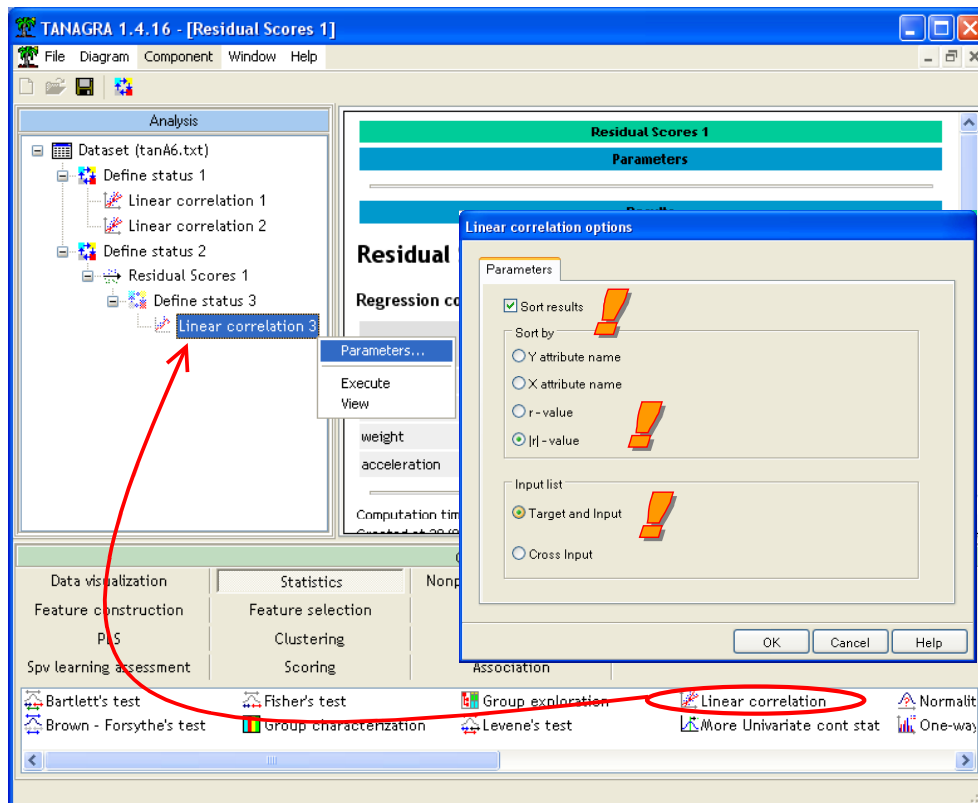 TANAGRA 1.4.16 - [Residual Scores 1]
File Diagram Component Window Help
Analysis
Dataset (tanA6.txt)
Define status 1
Linear correlation 1
Linear correlation 2
Define status 2
Residual Scores 1
Define status 3
Linear correlation 3
Parameters...
Execute
View
Residual Scores 1
Parameters
Results
Residual
Regression co
weight
acceleration
Computation tim
Linear correlation options
Parameters
Sort results
Sort by
Y attribute name
X attribute name
r - value
|r| - value
Input list
Target and Input
Cross Input
OK Cancel Help
Data visualization Statistics Nonp
Feature construction Feature selection
PLS Clustering
Spv learning assessment Scoring Association
Bartlett's test Fisher's test Group exploration Linear correlation Normalit
Brown - Forsythe's test Group characterization Levene's test More Univariate cont stat One-way